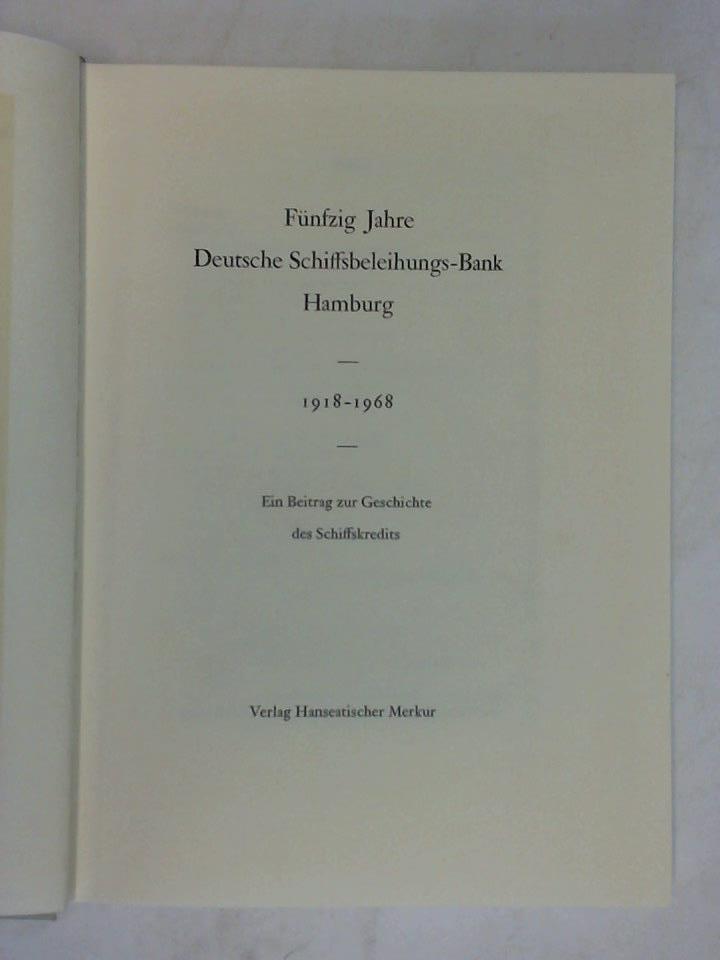 Fünfzig Jahre
Deutsche Schiffsbeleihungs-Bank
Hamburg
—
1918-1968
—
Ein Beitrag zur Geschichte
des Schiffskredits
Verlag Hanseatischer Merkur